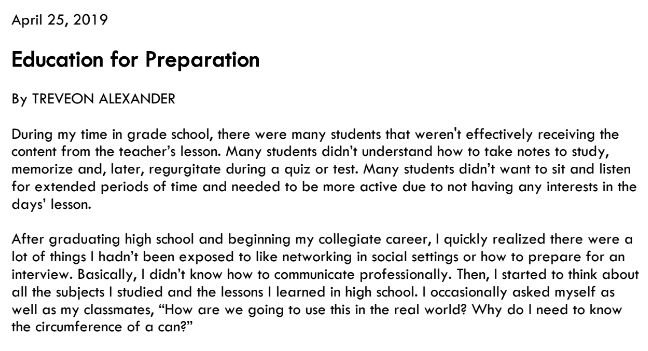 April 25, 2019
Education for Preparation
By TREVEON ALEXANDER
During my time in grade school, there were many students that weren't effectively receiving the
content from the teacher's lesson. Many students didn't understand how to take notes to study,
memorize and, later, regurgitate during a quiz or test. Many students didn't want to sit and listen
for extended periods of time and needed to be more active due to not having any interests in the
days' lesson.
After graduating high school and beginning my collegiate career, I quickly realized there were a
lot of things I hadn't been exposed to like networking in social settings or how to prepare for an
interview. Basically, I didn't know how to communicate professionally. Then, I started to think about
all the subjects I studied and the lessons I learned in high school. I occasionally asked myself as
well as my classmates, “How are we going to use this in the real world? Why do I need to know
the circumference of a can?”